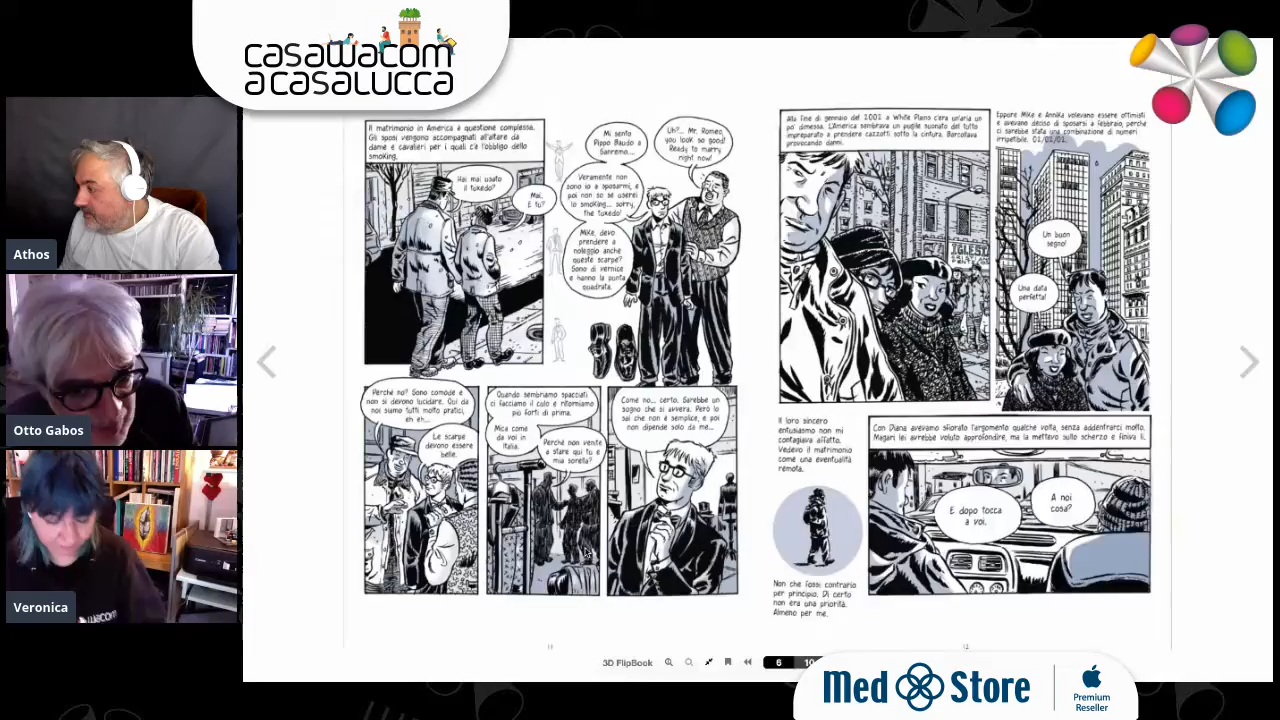 casawacom
a casalucca
Athos
Otto Gabos
Veronica
Il matrimonio in America è questione complessa.
Gli sposi vengono accompagnati all'altare da
dame e cavalieri per i quali c'è l'obbligo dello
smoking.
Hai mai usato
il tuxedo?
Mai.
E tu?
Mi sento
Pippo Baudo a
Sanremo...
Uh?... Mr. Romeo,
you look so good!
Ready to marry
right now!
Veramente non
sono io a sposarmi, e
poi non so se userei
lo smoking... sorry,
the tuxedo!
Mike, devo
prendere a
noleggio anche
queste scarpe?
Sono di vernice
e hanno la punta
quadrata.
Perché no? Sono comode e
non si devono lucidare. Qui da
noi siamo tutti molto pratici,
eh eh...
Le scarpe
devono essere
belle.
Quando sembriamo spacciati
ci facciamo il culo e ritorniamo
più forti di prima.
Mica come
da voi in
Italia.
Perché non venite
a stare qui tu e
mia sorella?
Come no... certo. Sarebbe un
sogno che si avvera. Però lo
sai che non è semplice, e poi
non dipende solo da me...
Alla fine di gennaio del 2001 a White Plains c'era un'aria un
po' dimessa. L'America sembrava un pugile suonato del tutto
impreparato a prendere cazzotti sotto la cintura. Barcollava
provocando danni.
Eppure Mike e Annika volevano essere ottimisti
e avevano deciso di sposarsi a febbraio, perché
ci sarebbe stata una combinazione di numeri
irripetibile. 01/02/01.
Un buon
segno!
Una data
perfetta!
Il loro sincero
entusiasmo non mi
contagiava affatto.
Vedevo il matrimonio
come una eventualità
remota.
Non che fossi contrario
per principio. Di certo
non era una priorità.
Almeno per me.
Con Diana avevamo sfiorato l'argomento qualche volta, senza addentrarci molto.
Magari lei avrebbe voluto approfondire, ma la mettevo sullo scherzo e finiva lì.
E dopo tocca
a voi.
A noi
cosa?
3D FlipBook
6
Med Store
Premium
Reseller